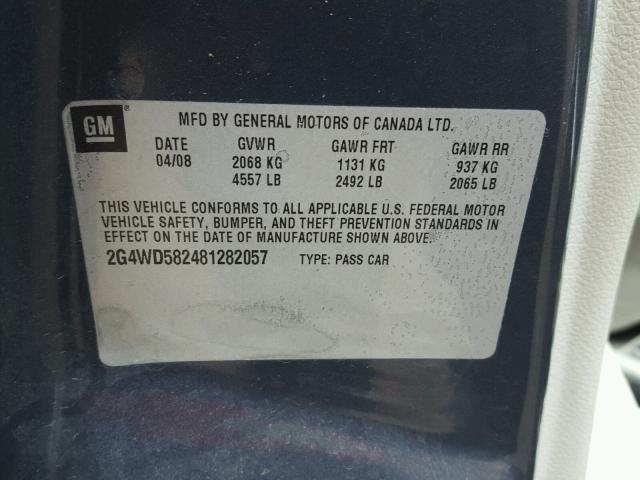 GM ® MFD BY GENERAL MOTORS OF CANADA LTD.
DATE GVWR GAWR FRT GAWR RR
04/08 2068 KG 1131 KG 937 KG
4557 LB 2492 LB 2065 LB
THIS VEHICLE CONFORMS TO ALL APPLICABLE U.S. FEDERAL MOTOR
VEHICLE SAFETY, BUMPER, AND THEFT PREVENTION STANDARDS IN
EFFECT ON THE DATE OF MANUFACTURE SHOWN ABOVE.
2G4WD582481282057 TYPE: PASS CAR